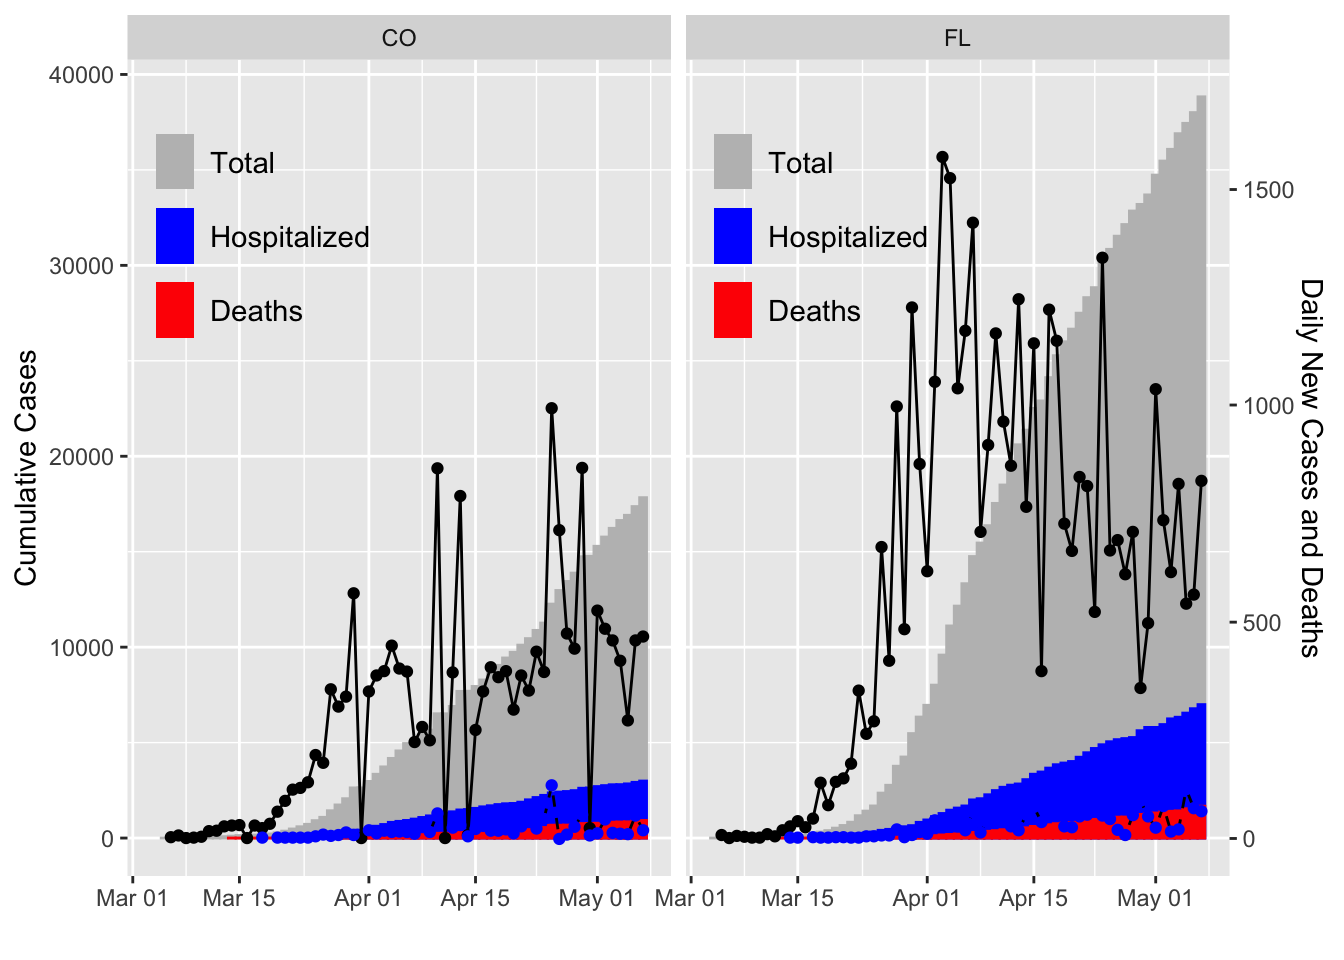 CO
FL
40000
30000
20000
10000
0
Cumulative Cases
Total
Hospitalized
Deaths
Total
Hospitalized
Deaths
1500
1000
500
0
Daily New Cases and Deaths
Mar 01 Mar 15 Apr 01 Apr 15 May 01
Mar 01 Mar 15 Apr 01 Apr 15 May 01